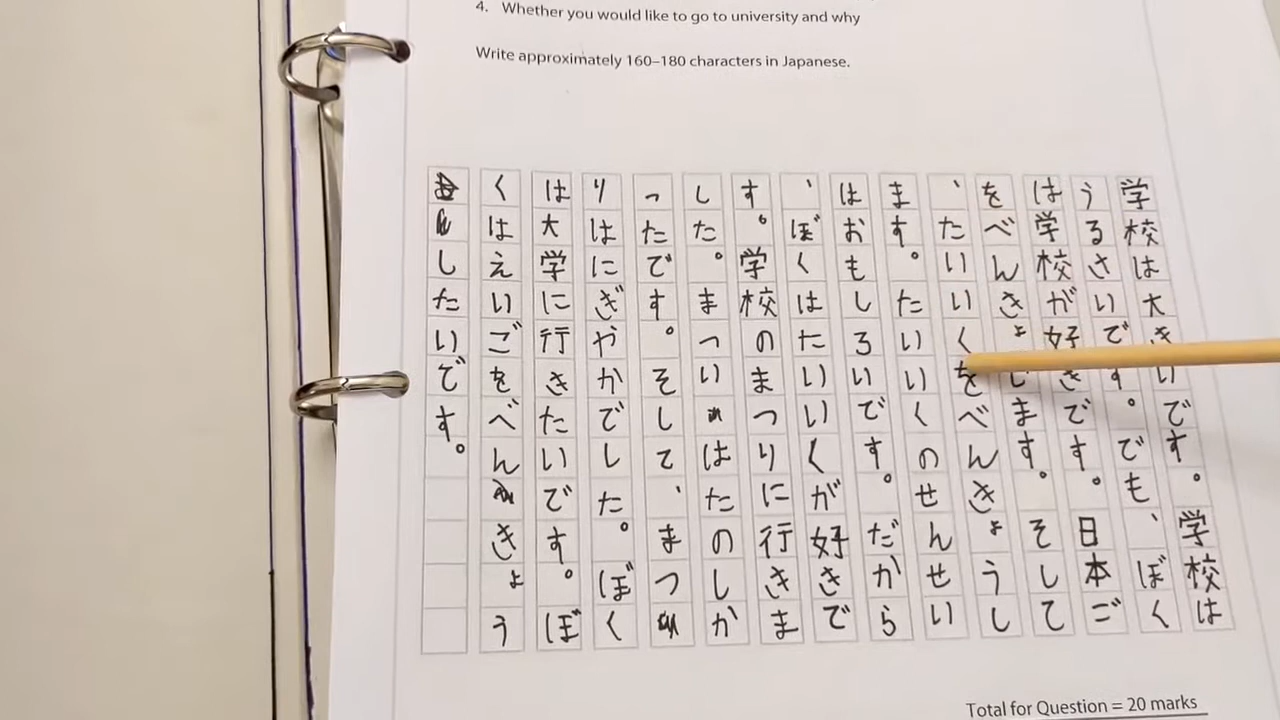 4. Whether you would like to go to university and why
Write approximately 160–180 characters in Japanese.
学校は大きいです。学校は
うるさいです。でも、ぼく
は学校が好きです。日本ご
をべんきょします。そして
、たいいくをべんきょうし
ます。たいいくのせんせい
はおもしろいです。だから
、ぼくはたいいくが好きで
す。学校のまつりに行きま
した。まついはたのしか
ったです。そして、まつ
りはにぎやかでした。ぼく
は大学に行きたいです。ぼ
くはえいごをべんきょう
したいです。
Total for Question = 20 marks